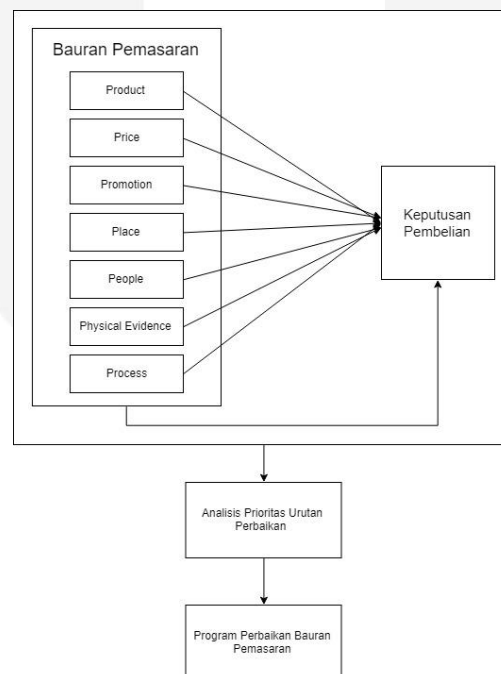 Bauran Pemasaran
Product
Price
Promotion
Place
People
Physical Evidence
Process
Keputusan
Pembelian
Analisis Prioritas Urutan
Perbaikan
Program Perbaikan Bauran
Pemasaran